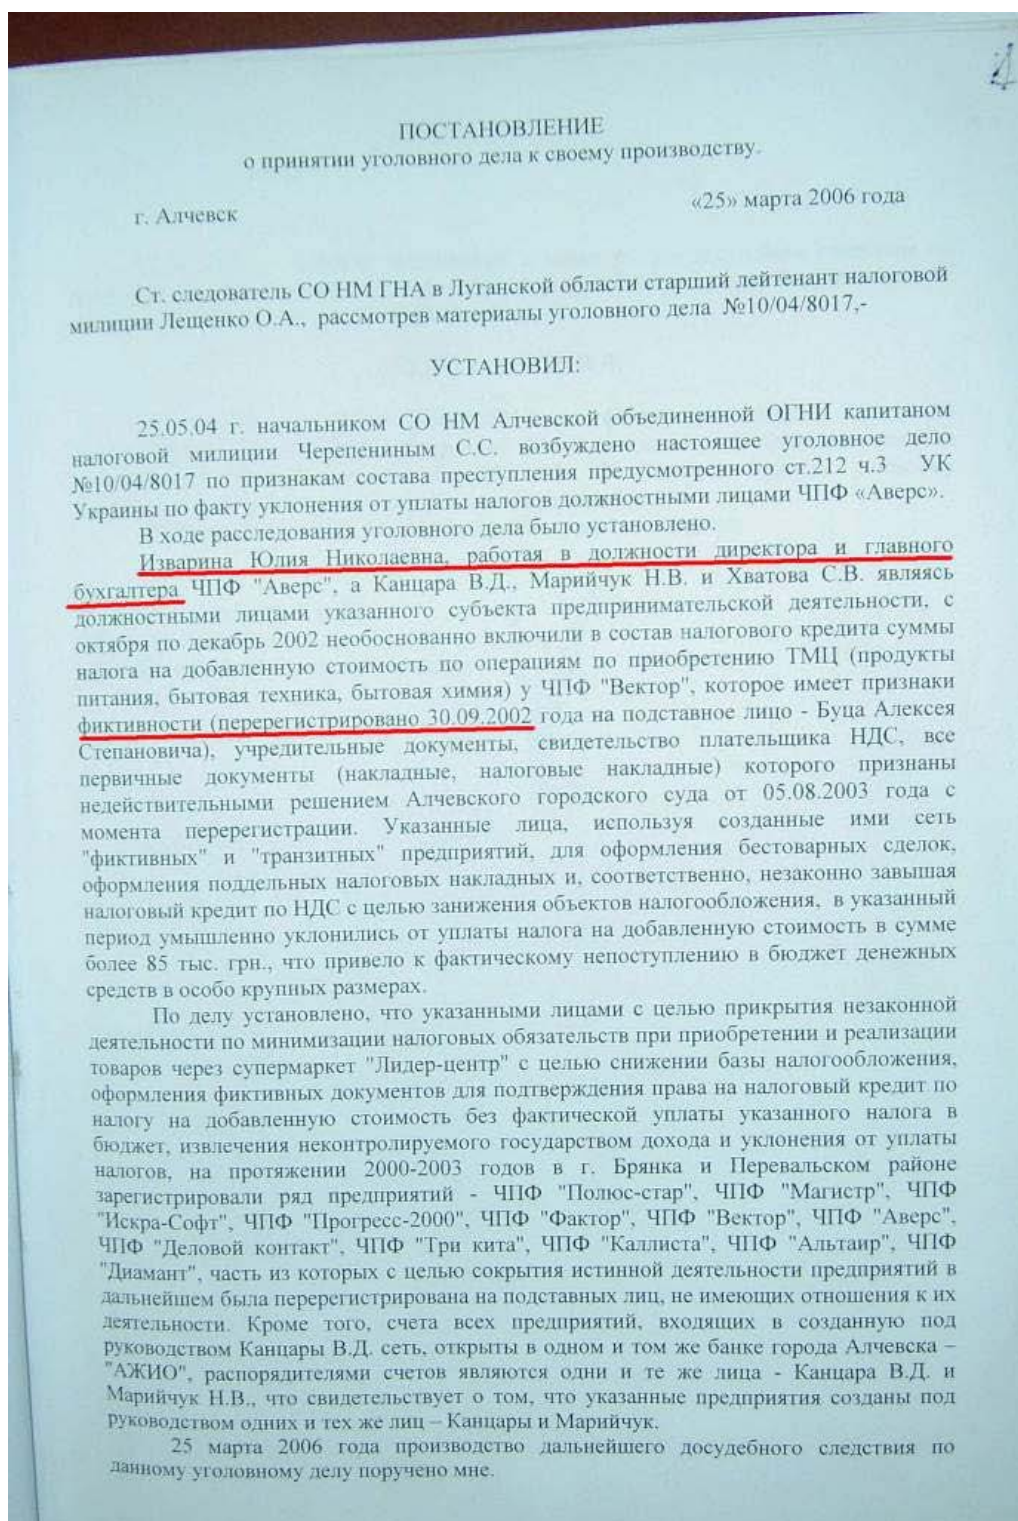 4
ПОСТАНОВЛЕНИЕ
о принятии уголовного дела к своему производству.
г. Алчевск
«25» марта 2006 года
Ст. следователь СО НМ ГНА в Луганской области старший лейтенант налоговой
милиции Лещенко О.А., рассмотрев материалы уголовного дела №10/04/8017,-
УСТАНОВИЛ:
25.05.04 г. начальником СО НМ Алчевской объединенной ОГНИ капитаном
налоговой милиции Черепениным С.С. возбуждено настоящее уголовное дело
№10/04/8017 по признакам состава преступления предусмотренного ст.212 ч.3 УК
Украины по факту уклонения от уплаты налогов должностными лицами ЧПФ «Аверс».
В ходе расследования уголовного дела было установлено.
Изварина Юлия Николаевна, работая в должности директора и главного
бухгалтера ЧПФ "Аверс", а Канцара В.Д., Марийчук Н.В. и Хватова С.В. являясь
должностными лицами указанного субъекта предпринимательской деятельности, с
октября по декабрь 2002 необоснованно включили в состав налогового кредита суммы
налога на добавленную стоимость по операциям по приобретению ТМЦ (продукты
питания, бытовая техника, бытовая химия) у ЧПФ "Вектор", которое имеет признаки
фиктивности (перерегистрировано 30.09.2002 года на подставное лицо - Буца Алексея
Степановича), учредительные документы, свидетельство плательщика НДС, все
первичные документы (накладные, налоговые накладные) которого признаны
недействительными решением Алчевского городского суда от 05.08.2003 года с
момента перерегистрации. Указанные лица, используя созданные ими сеть
"фиктивных" и "транзитных" предприятий, для оформления бестоварных сделок,
оформления поддельных налоговых накладных и, соответственно, незаконно завышая
налоговый кредит по НДС с целью занижения объектов налогообложения, в указанный
период умышленно уклонились от уплаты налога на добавленную стоимость в сумме
более 85 тыс. грн., что привело к фактическому непоступлению в бюджет денежных
средств в особо крупных размерах.
По делу установлено, что указанными лицами с целью прикрытия незаконной
деятельности по минимизации налоговых обязательств при приобретении и реализации
товаров через супермаркет "Лидер-центр" с целью снижении базы налогообложения,
оформления фиктивных документов для подтверждения права на налоговый кредит по
налогу на добавленную стоимость без фактической уплаты указанного налога в
бюджет, извлечения неконтролируемого государством дохода и уклонения от уплаты
налогов, на протяжении 2000-2003 годов в г. Брянка и Перевальском районе
зарегистрировали ряд предприятий - ЧПФ "Полюс-стар", ЧПФ "Магистр", ЧПФ
"Искра-Софт", ЧПФ "Прогресс-2000", ЧПФ "Фактор", ЧПФ "Вектор", ЧПФ "Аверс",
ЧПФ "Деловой контакт", ЧПФ "Три кита", ЧПФ "Каллиста", ЧПФ "Альтаир", ЧПФ
"Диамант", часть из которых с целью сокрытия истинной деятельности предприятий в
дальнейшем была перерегистрирована на подставных лиц, не имеющих отношения к их
деятельности. Кроме того, счета всех предприятий, входящих в созданную под
руководством Канцары В.Д. сеть, открыты в одном и том же банке города Алчевска –
"АЖИО", распорядителями счетов являются одни и те же лица - Канцара В.Д. и
Марийчук Н.В., что свидетельствует о том, что указанные предприятия созданы под
руководством одних и тех же лиц – Канцары и Марийчук.
25 марта 2006 года производство дальнейшего досудебного следствия по
данному уголовному делу поручено мне.